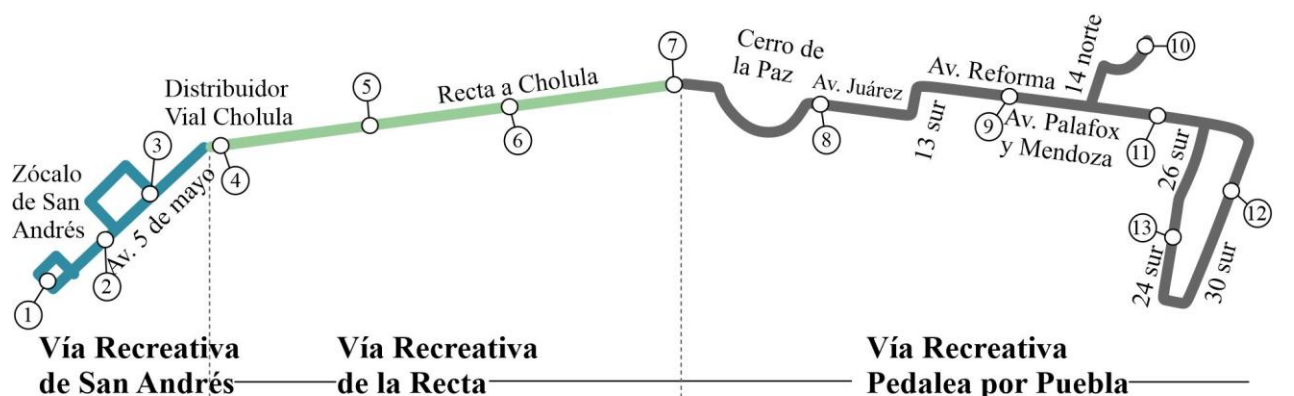 Zócalo
de San
Andrés
1
2
Av. 5 de mayo
3
Distribuidor
Vial Cholula
4
5
Recta a Cholula
6
7
Cerro de
la Paz
Av. Juárez
8
13 sur
Av. Reforma
9
Av. Palafox
y Mendoza
14 norte
10
11
26 sur
12
13
24 sur
30 sur
Vía Recreativa
de San Andrés
Vía Recreativa
de la Recta
Vía Recreativa
Pedalea por Puebla